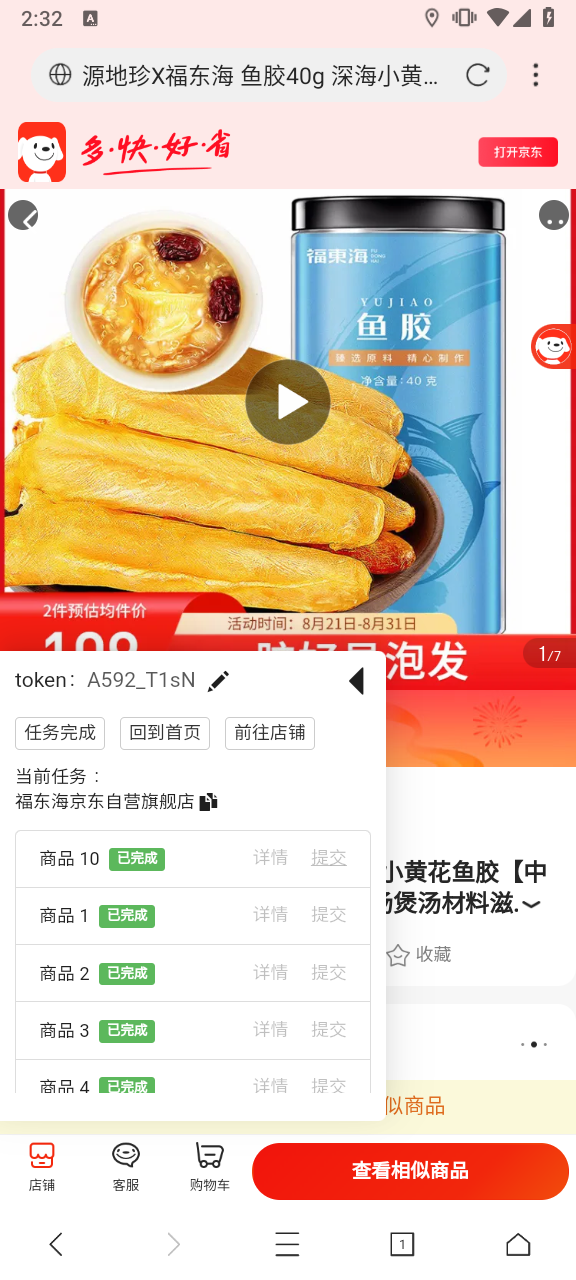 2:32
A
源地珍X福东海 鱼胶40g 深海小黄...
多·快·好·省
打开京东
福東海
FU
DONG
HAI
YUJIAO
鱼胶
臻选原料 精心制作
净含量:40克
2件预估均件价
活动时间：8月21日-8月31日
泡发
1/7
token： A592_T1sN
任务完成 回到首页 前往店铺
当前任务：
福东海京东自营旗舰店
商品 10 已完成 详情 提交
商品 1 已完成 详情 提交
商品 2 已完成 详情 提交
商品 3 已完成 详情 提交
商品 4 已完成 详情 提交
小黄花鱼胶【中
汤煲汤材料滋.
收藏
似商品
店铺 客服 购物车 查看相似商品
1